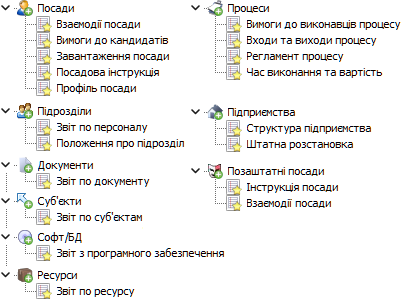 Посади
Взаємодії посади
Вимоги до кандидатів
Завантаження посади
Посадова інструкція
Профіль посади
Підрозділи
Звіт по персоналу
Положення про підрозділ
Документи
Звіт по документу
Суб'єкти
Звіт по суб'єктам
Софт/БД
Звіт з програмного забезпечення
Ресурси
Звіт по ресурсу
Процеси
Вимоги до виконавців процесу
Входи та виходи процесу
Регламент процесу
Час виконання та вартість
Підприємства
Структура підприємства
Штатна розстановка
Позаштатні посади
Інструкція посади
Взаємодії посади